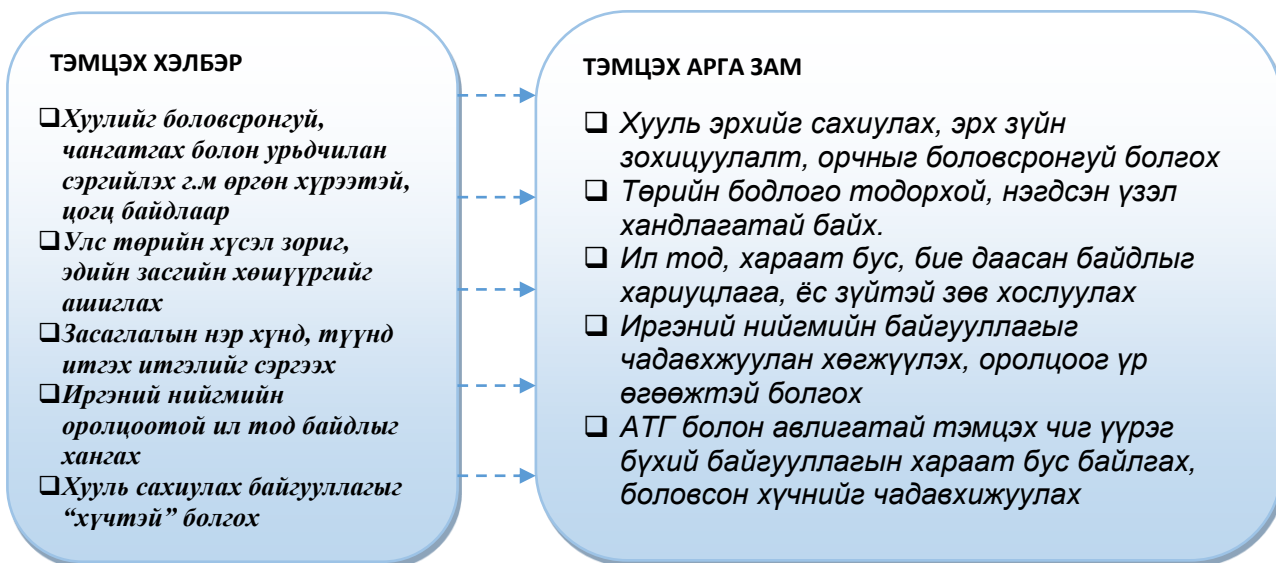 ТЭМЦЭХ ХЭЛБЭР
❑Хуулийг боловсронгуй,
чангатгах болон урьдчилан
сэргийлэх г.м өргөн хүрээтэй,
цогц байдлаар
❑Улс төрийн хүсэл зориг,
эдийн засгийн хөшүүргийг
ашиглах
❑Засаглалын нэр хүнд, түүнд
итгэх итгэлийг сэргээх
❑Иргэний нийгмийн
оролцоотой ил тод байдлыг
хангах
❑Хууль сахиулах байгууллагыг
“хүчтэй” болгох
ТЭМЦЭХ АРГА ЗАМ
❑ Хууль эрхийг сахиулах, эрх зүйн
зохицуулалт, орчныг боловсронгуй болгох
❑ Төрийн бодлого тодорхой, нэгдсэн үзэл
хандлагатай байх.
❑ Ил тод, хараат бус, бие даасан байдлыг
хариуцлага, ёс зүйтэй зөв хослуулах
❑ Иргэний нийгмийн байгууллагыг
чадавхжуулан хөгжүүлэх, оролцоог үр
өгөөжтэй болгох
❑ АТГ болон авлигатай тэмцэх чиг үүрэг
бүхий байгууллагын хараат бус байлгах,
боловсон хүчнийг чадавхижуулах